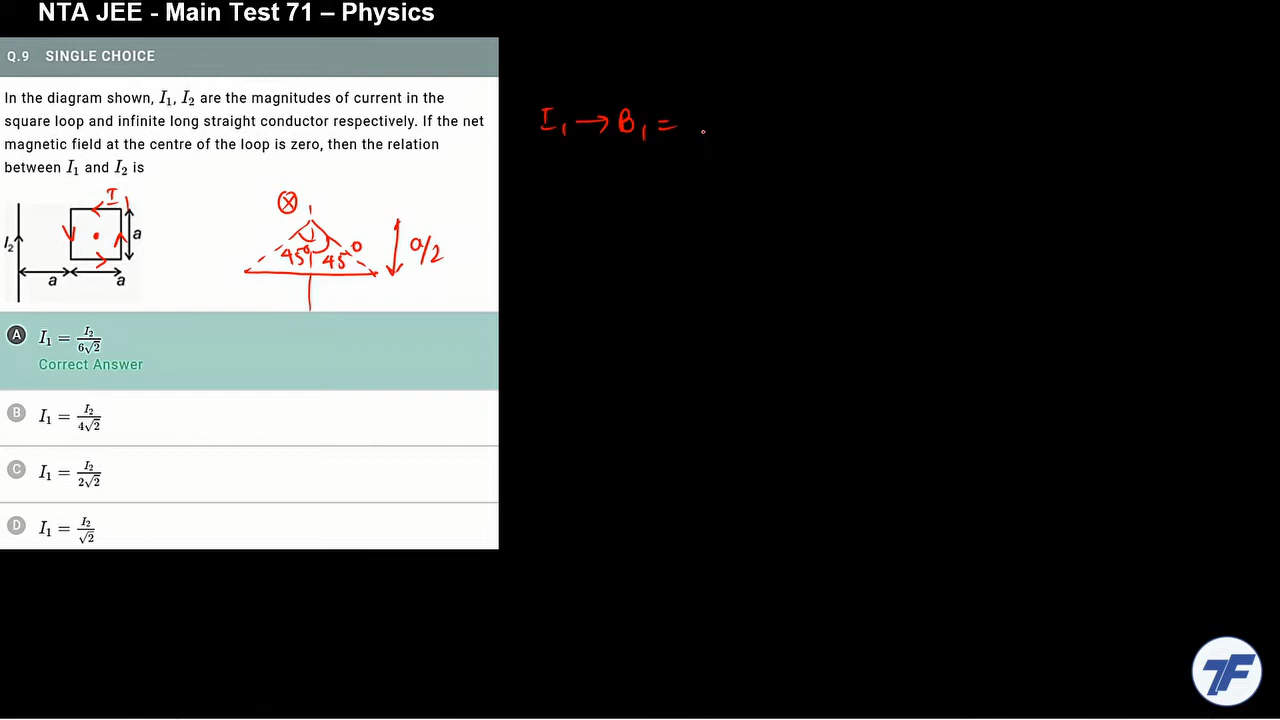 NTA JEE - Main Test 71 – Physics
Q.9 SINGLE CHOICE
In the diagram shown, I₁, I₂ are the magnitudes of current in the
square loop and infinite long straight conductor respectively. If the net
magnetic field at the centre of the loop is zero, then the relation
between I₁ and I₂ is
I₁
I₂
a
a
a
45° 45°
a/2
I₁ → B₁ =
A I₁ = I₂/6√2
Correct Answer
B I₁ = I₂/4√2
C I₁ = I₂/2√2
D I₁ = I₂/√2
TF